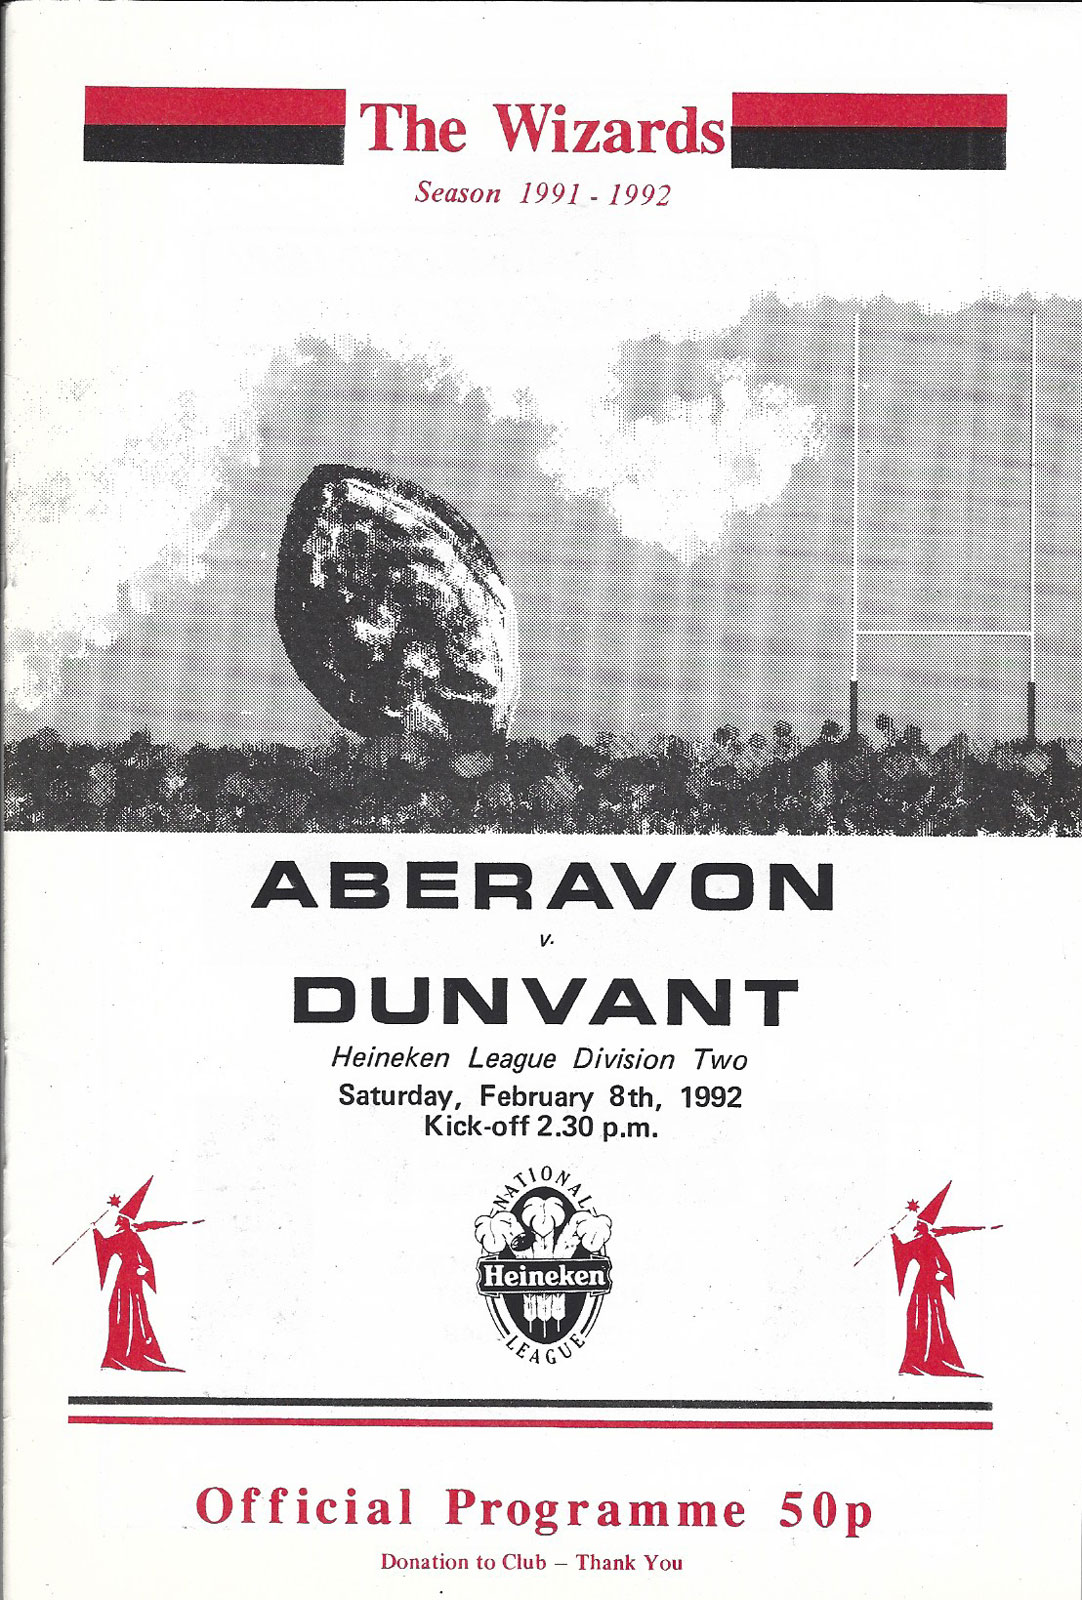 The Wizards
Season 1991 - 1992
ABERAVON
v.
DUNVANT
Heineken League Division Two
Saturday, February 8th, 1992
Kick-off 2.30 p.m.
NATIONAL
Heineken
LEAGUE
Official Programme 50p
Donation to Club – Thank You